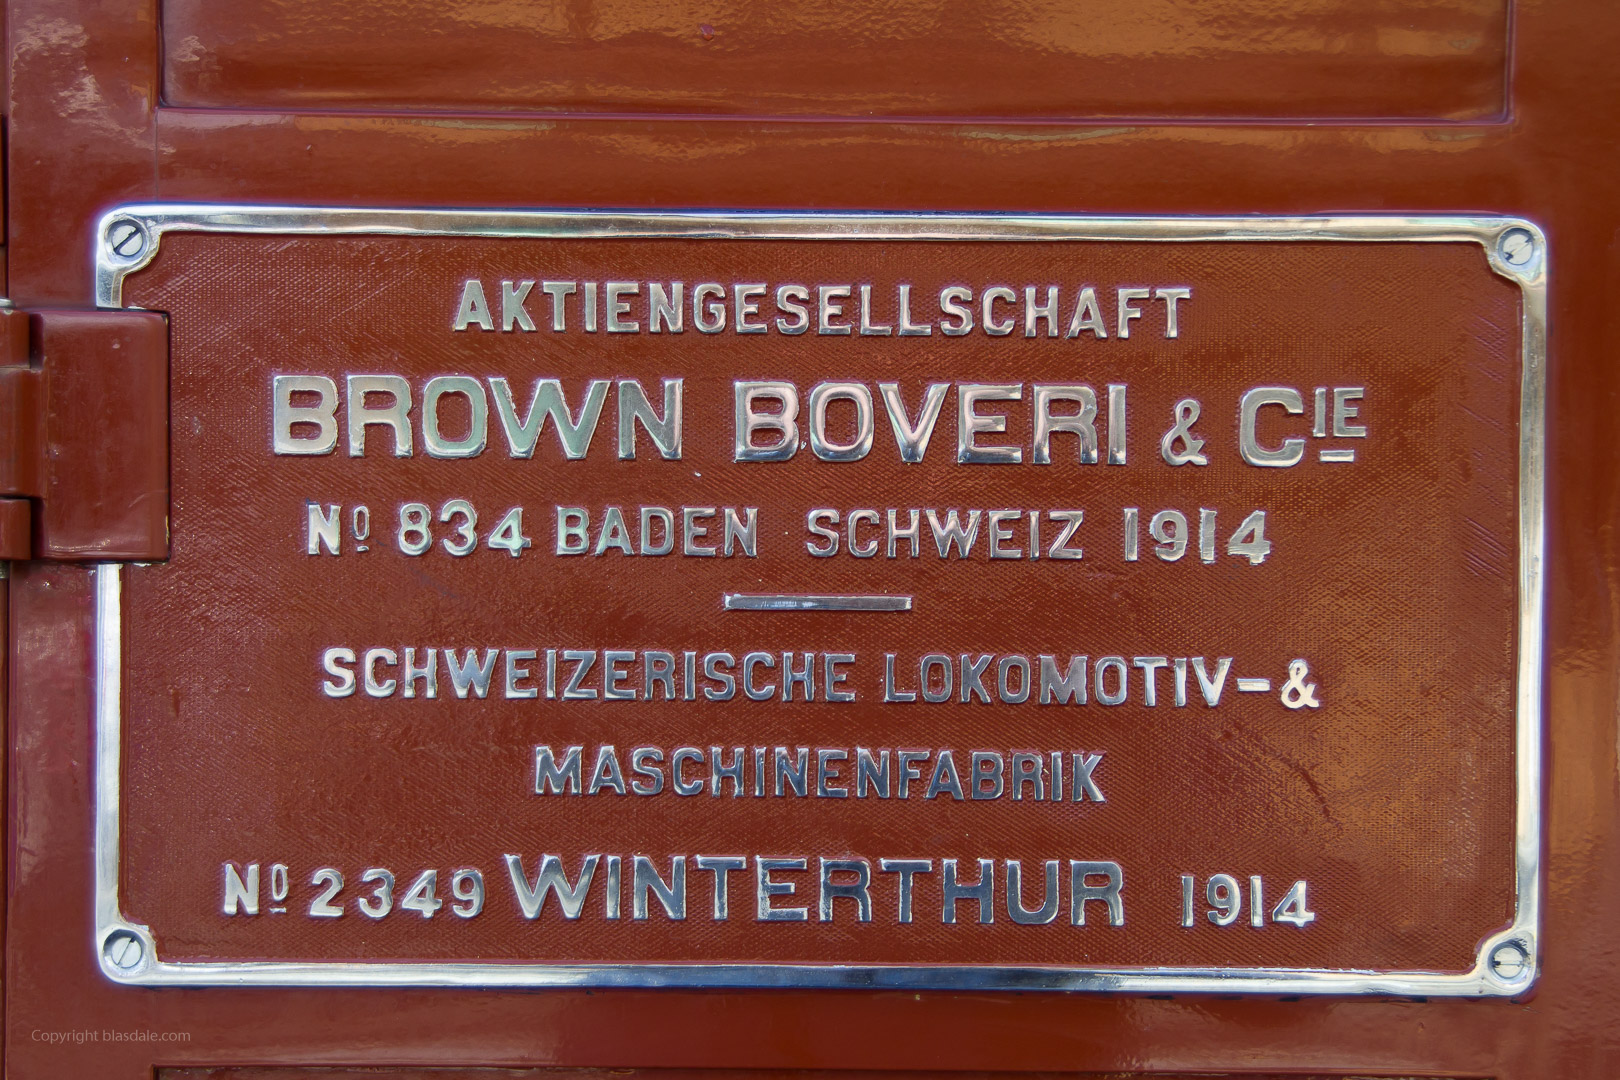 AKTIENGESELLSCHAFT
BROWN BOVERI & CIE
No 834 BADEN SCHWEIZ 1914
SCHWEIZERISCHE LOKOMOTIV-&
MASCHINENFABRIK
No 2349 WINTERTHUR 1914
Copyright blasdale.com